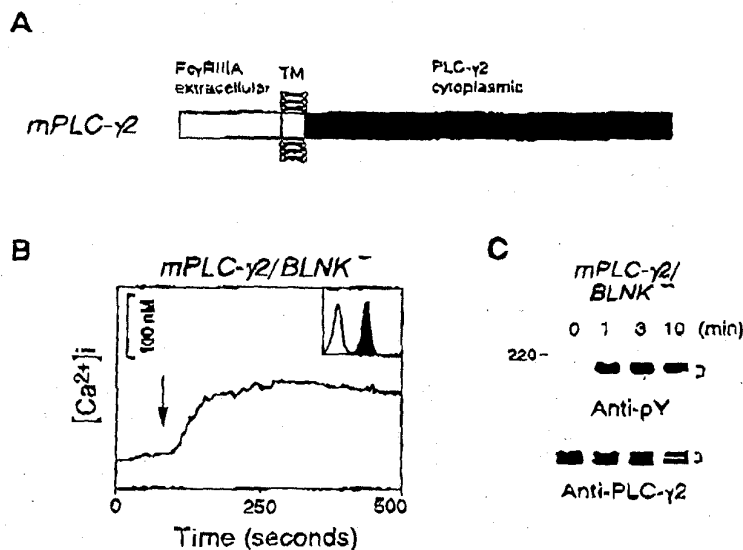 A
FcγRIIIA TM PLC-γ2
extracellular cytoplasmic
mPLC-γ2
B
mPLC-γ2/BLNK⁻
100 nM
[Ca²⁺]i
0 250 500
Time (seconds)
C
mPLC-γ2/
BLNK⁻
0 1 3 10 (min)
220-
Anti-pY
Anti-PLC-γ2